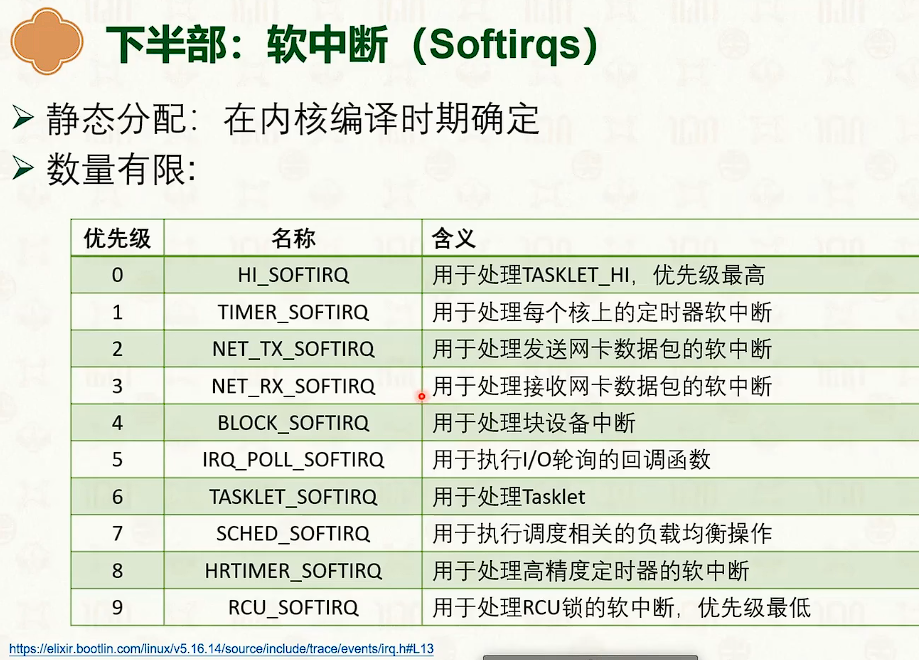 下半部：软中断（Softirqs）
静态分配：在内核编译时期确定
数量有限:
优先级 名称 含义
0 HI_SOFTIRQ 用于处理TASKLET_HI，优先级最高
1 TIMER_SOFTIRQ 用于处理每个核上的定时器软中断
2 NET_TX_SOFTIRQ 用于处理发送网卡数据包的软中断
3 NET_RX_SOFTIRQ 用于处理接收网卡数据包的软中断
4 BLOCK_SOFTIRQ 用于处理块设备中断
5 IRQ_POLL_SOFTIRQ 用于执行I/O轮询的回调函数
6 TASKLET_SOFTIRQ 用于处理Tasklet
7 SCHED_SOFTIRQ 用于执行调度相关的负载均衡操作
8 HRTIMER_SOFTIRQ 用于处理高精度定时器的软中断
9 RCU_SOFTIRQ 用于处理RCU锁的软中断，优先级最低
https://elixir.bootlin.com/linux/v5.16.14/source/include/trace/events/irq.h#L13